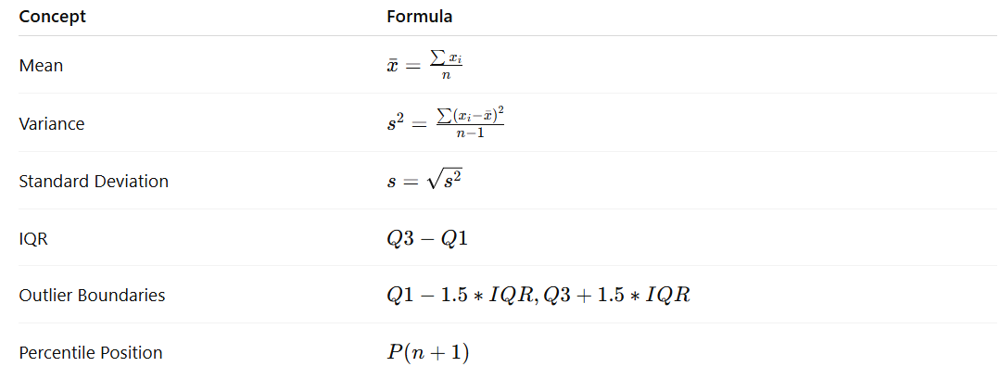 Concept Formula
Mean x̄ = ∑ xᵢ / n
Variance s² = ∑(xᵢ−x̄)² / n−1
Standard Deviation s = √s²
IQR Q3 − Q1
Outlier Boundaries Q1 − 1.5 ∗ IQR, Q3 + 1.5 ∗ IQR
Percentile Position P(n + 1)